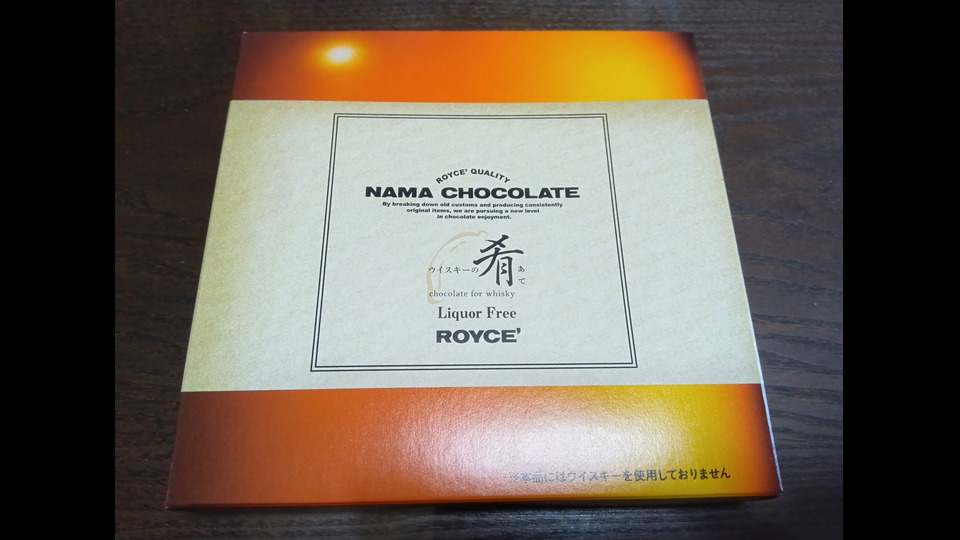 ROYCE' QUALITY
NAMA CHOCOLATE
By breaking down old customs and producing consistently
original items, we are pursuing a new level
in chocolate enjoyment.
ウイスキーの肴
あて
chocolate for whisky
Liquor Free
ROYCE'
※本品にはウイスキーを使用しておりません